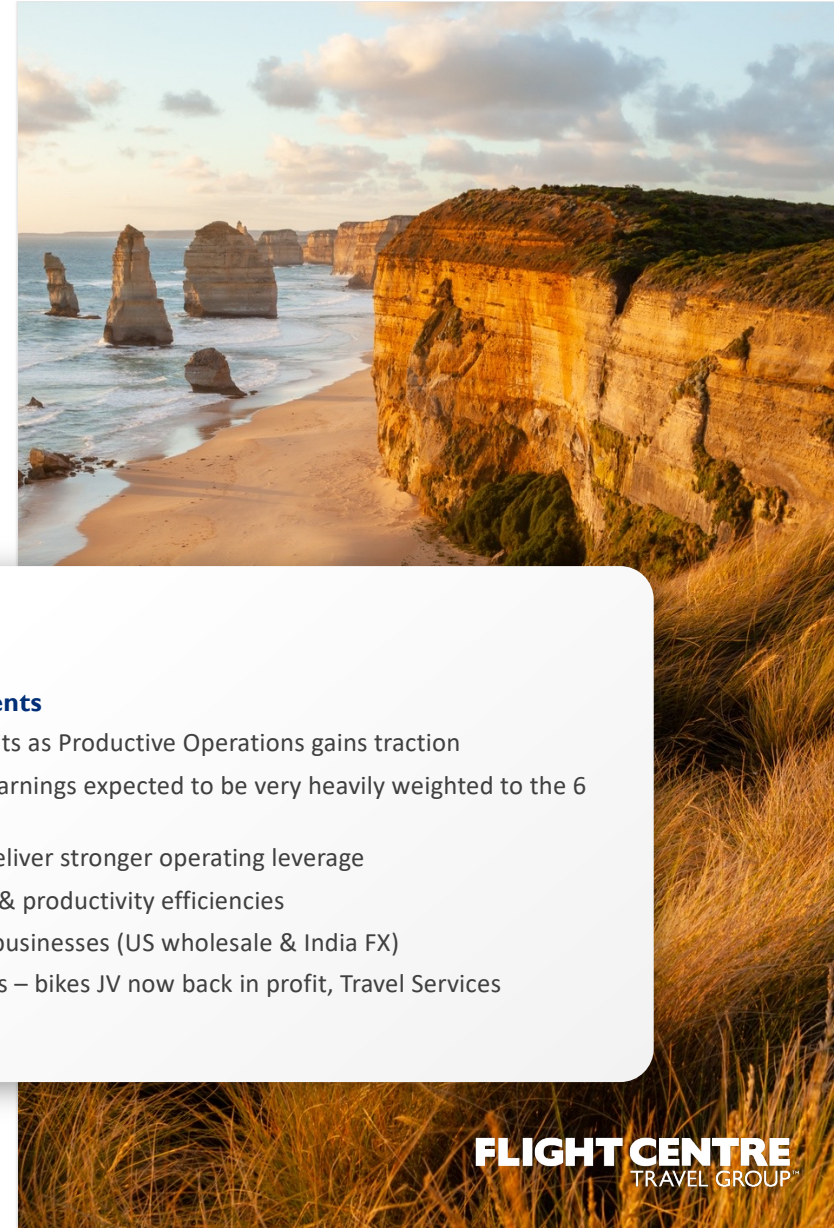 ents
ts as Productive Operations gains traction
arnings expected to be very heavily weighted to the 6
eliver stronger operating leverage
& productivity efficiencies
businesses (US wholesale & India FX)
s – bikes JV now back in profit, Travel Services
FLIGHT CENTRE
TRAVEL GROUP™